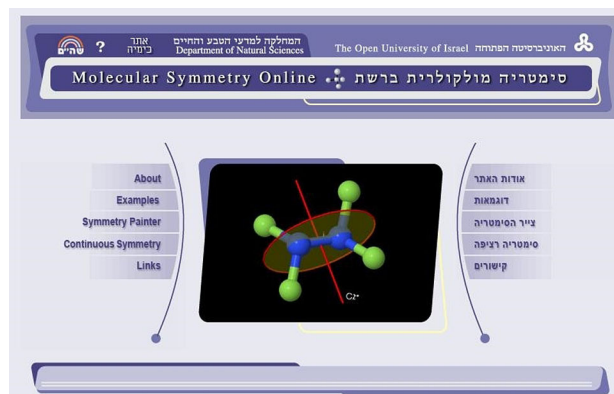 שה"ם
?
אתר
כימיה
המחלקה למדעי הטבע והחיים
Department of Natural Sciences
The Open University of Israel האוניברסיטה הפתוחה
Molecular Symmetry Online סימטריה מולקולרית ברשת
About
Examples
Symmetry Painter
Continuous Symmetry
Links
C2
אודות האתר
דוגמאות
צייר הסימטריה
סימטריה רציפה
קישורים